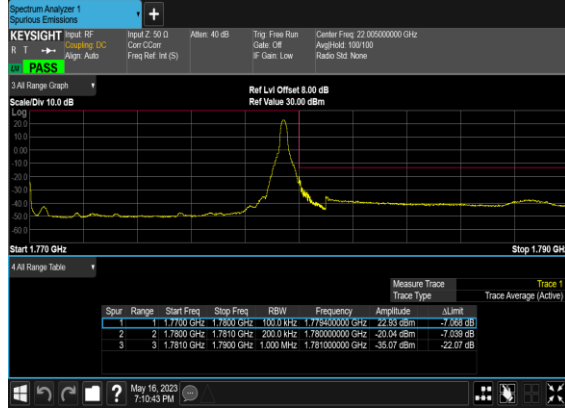 Spectrum Analyzer 1
Spurious Emissions
+
KEYSIGHT
R T
LXI PASS
Input: RF
Coupling: DC
Align: Auto
Input Z: 50 Ω
Corr CCorr
Freq Ref: Int (S)
Atten: 40 dB
Trig: Free Run
Gate: Off
IF Gain: Low
Center Freq: 22.005000000 GHz
Avg|Hold: 100/100
Radio Std: None
3 All Range Graph
Ref Lvl Offset 8.00 dB
Scale/Div 10.0 dB
Ref Value 30.00 dBm
Log
20.0
10.0
0.00
-10.0
-20.0
-30.0
-40.0
-50.0
-60.0
Start 1.770 GHz
Stop 1.790 GH
4 All Range Table
Measure Trace Trace 1
Trace Type Trace Average (Active)
Spur Range Start Freq Stop Freq RBW Frequency Amplitude ΔLimit
1 1 1.7700 GHz 1.7800 GHz 100.0 kHz 1.779400000 GHz 22.93 dBm -7.068 dB
2 2 1.7800 GHz 1.7810 GHz 200.0 kHz 1.780000000 GHz -20.04 dBm -7.039 dB
3 3 1.7810 GHz 1.7900 GHz 1.000 MHz 1.781000000 GHz -35.07 dBm -22.07 dB
?
May 16, 2023
7:10:43 PM